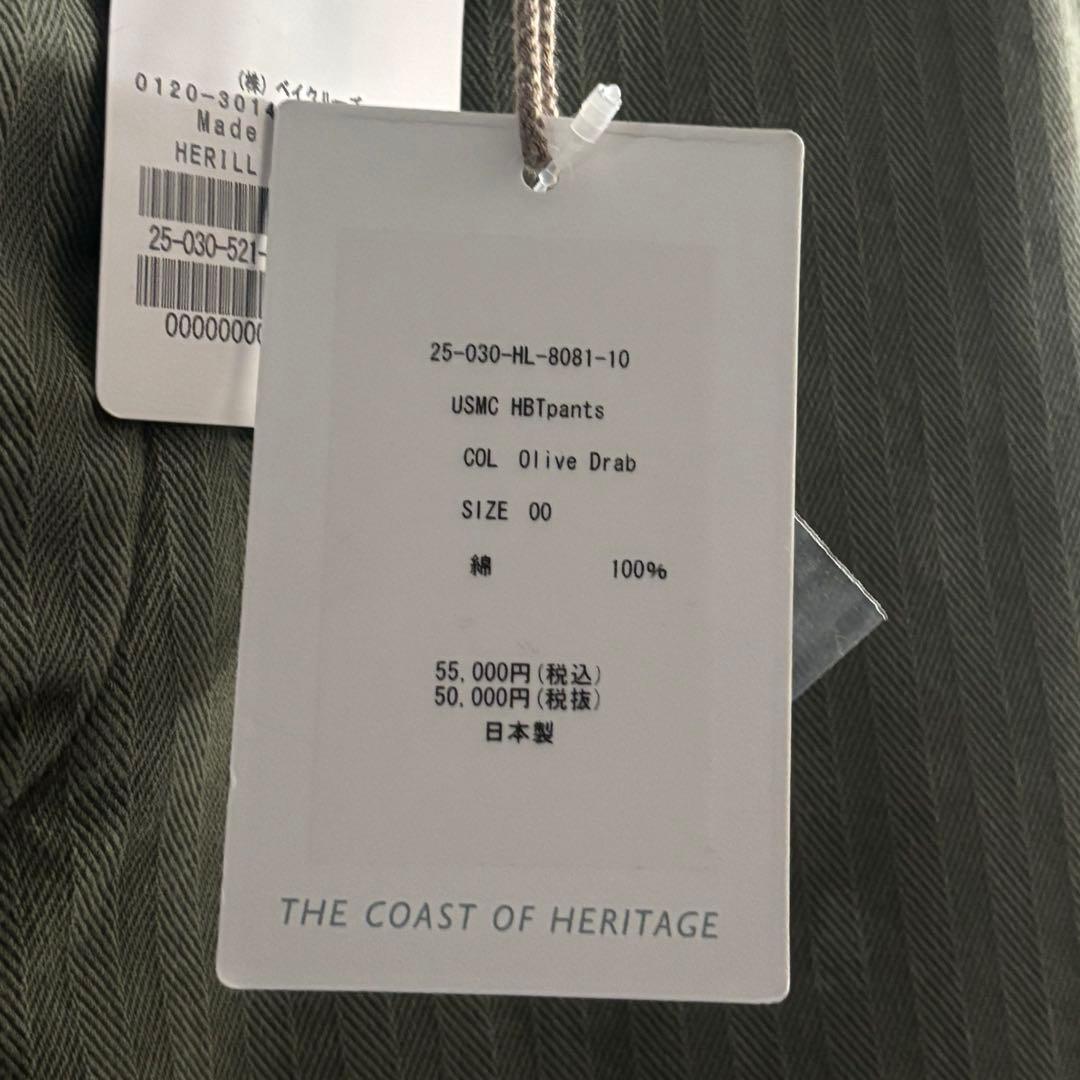 (株) ベイクルーズ
0120-301
Made
HERILL
25-030-521-
0000000
25-030-HL-8081-10
USMC HBTpants
COL Olive Drab
SIZE 00
綿 100%
55,000円(税込)
50,000円(税抜)
日本製
THE COAST OF HERITAGE